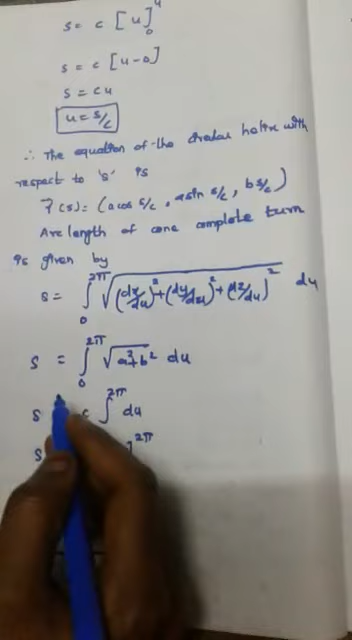 s = c [u]₀ᵘ
s = c [u-0]
s = cu
u = s/c
∴ The equation of the circular helix with
respect to 's' is
r̄(s) = (a cos s/c, a sin s/c, b s/c)
Arc length of one complete turn
is given by
s = ∫₀^2π √((dx/du)² + (dy/du)² + (dz/du)²) du
s = ∫₀^2π √(a²+b²) du
s c ∫^2π du
s ]^2π